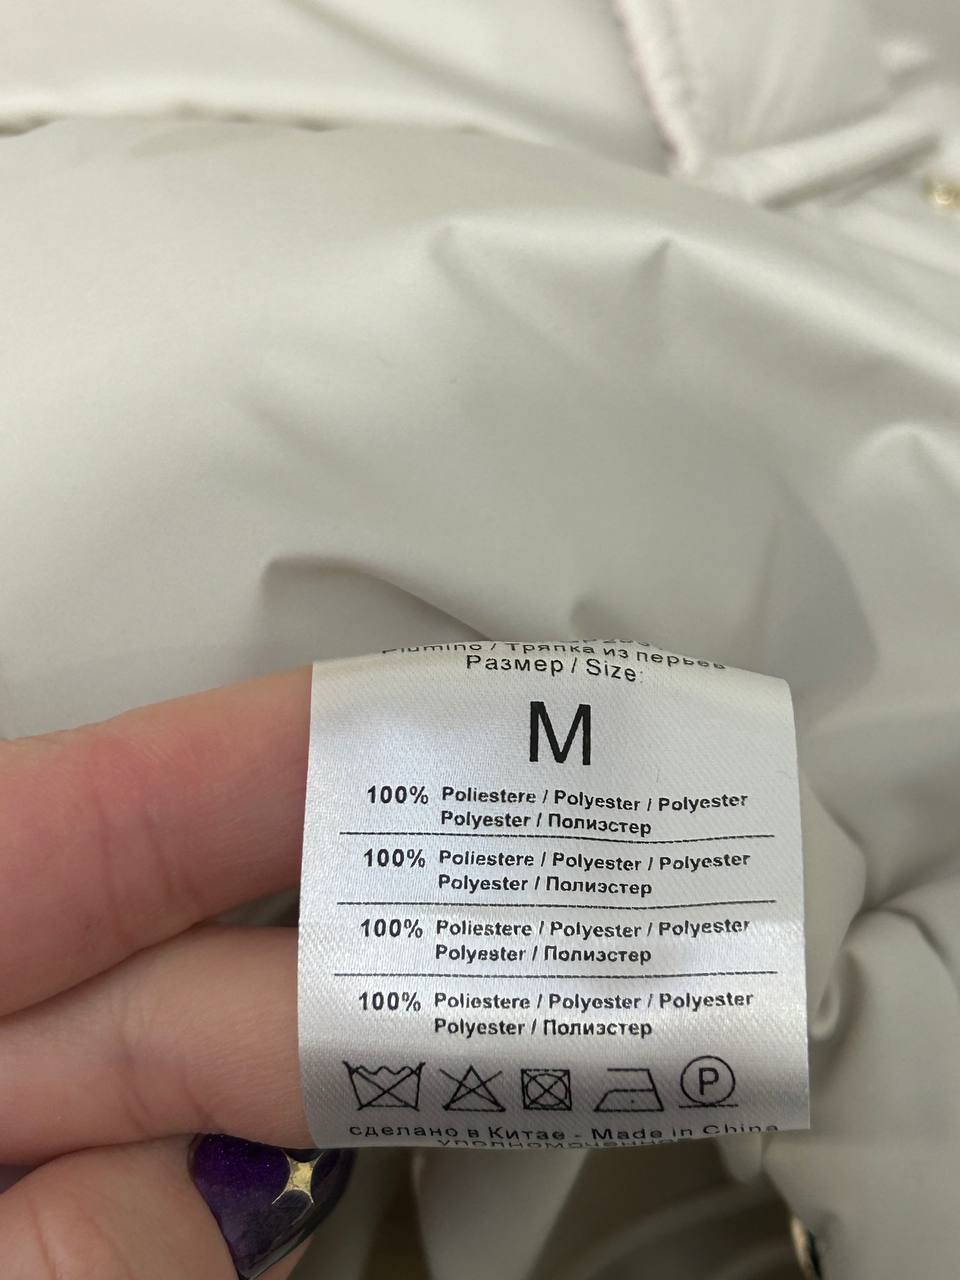 Piumino / Тряпка из перьев
Размер / Size:
M
100% Poliestere / Polyester / Polyester
Polyester / Полиэстер
100% Poliestere / Polyester / Polyester
Polyester / Полиэстер
100% Poliestere / Polyester / Polyester
Polyester / Полиэстер
100% Poliestere / Polyester / Polyester
Polyester / Полиэстер
P
сделано в Китае - Made in China